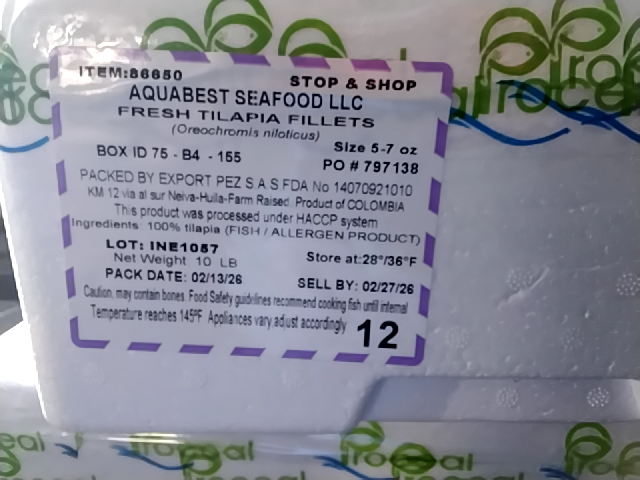 ITEM:86650 STOP & SHOP
AQUABEST SEAFOOD LLC
FRESH TILAPIA FILLETS
(Oreochromis niloticus)
Size 5-7 oz
BOX ID 75 - B4 - 155
PO # 797138
PACKED BY EXPORT PEZ S.A.S FDA No 14070921010
KM 12 via al sur Neiva-Huila-Farm Raised. Product of COLOMBIA
This product was processed under HACCP system
Ingredients: 100% tilapia (FISH / ALLERGEN PRODUCT)
LOT: INE1057
Net Weight 10 LB Store at:28°/36°F
PACK DATE: 02/13/26 SELL BY: 02/27/26
Caution, may contain bones. Food Safety guidelines recommend cooking fish until internal
Temperature reaches 145°F Appliances vary,adjust accordingly
12